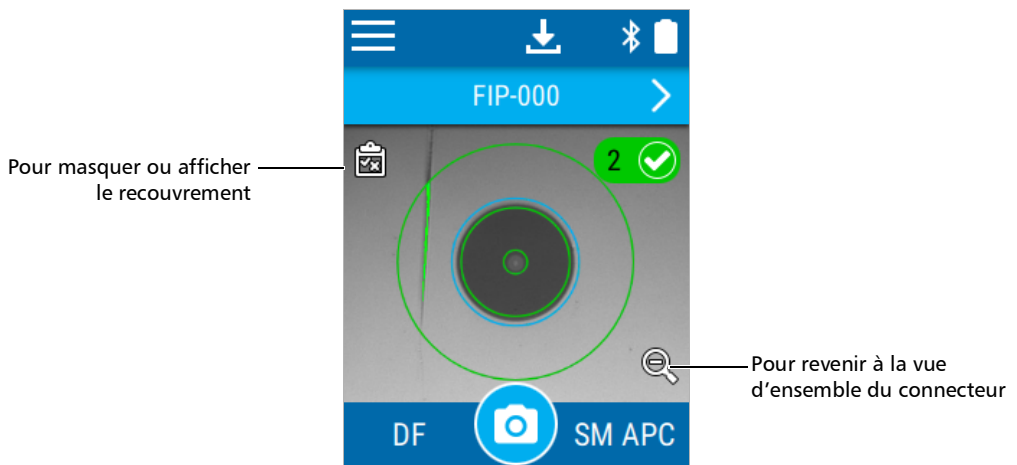 FIP-000
Pour masquer ou afficher
le recouvrement
2
Pour revenir à la vue
d’ensemble du connecteur
DF
SM APC